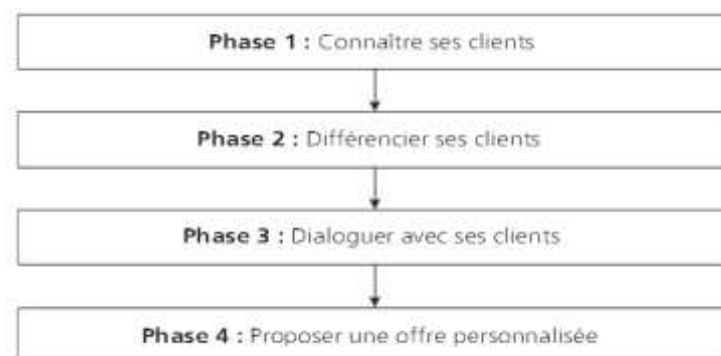 Phase 1 : Connaître ses clients
Phase 2 : Différencier ses clients
Phase 3 : Dialoguer avec ses clients
Phase 4 : Proposer une offre personnalisée